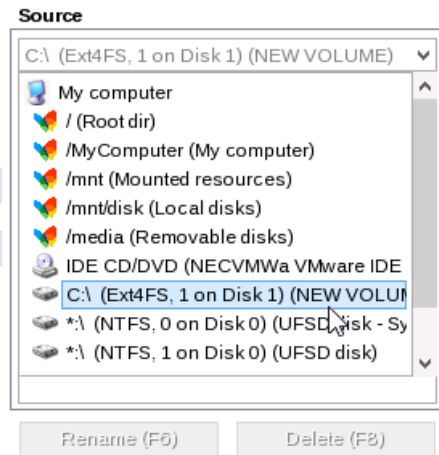 Source
C:\ (Ext4FS, 1 on Disk 1) (NEW VOLUME)
My computer
/ (Root dir)
/MyComputer (My computer)
/mnt (Mounted resources)
/mnt/disk (Local disks)
/media (Removable disks)
IDE CD/DVD (NECVMWa VMware IDE
C:\ (Ext4FS, 1 on Disk 1) (NEW VOLUM
*:\ (NTFS, 0 on Disk 0) (UFSD disk - Sy
*:\ (NTFS, 1 on Disk 0) (UFSD disk)
Rename (F6) Delete (F8)